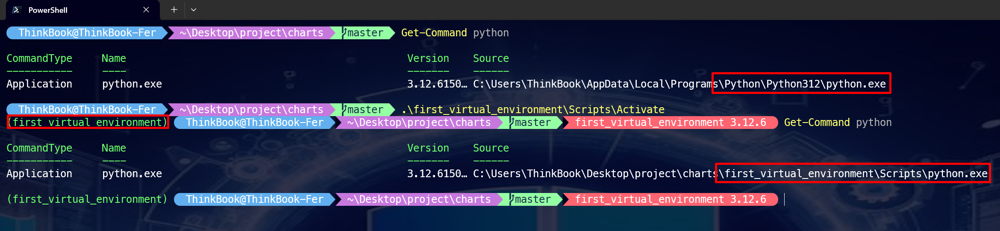 PowerShell
ThinkBook@ThinkBook-Fer ~\Desktop\project\charts master Get-Command python
CommandType Name Version Source
----------- ---- ------- ------
Application python.exe 3.12.6150… C:\Users\ThinkBook\AppData\Local\Programs\Python\Python312\python.exe
ThinkBook@ThinkBook-Fer ~\Desktop\project\charts master .\first_virtual_environment\Scripts\Activate
(first_virtual_environment) ThinkBook@ThinkBook-Fer ~\Desktop\project\charts master first_virtual_environment 3.12.6 Get-Command python
CommandType Name Version Source
----------- ---- ------- ------
Application python.exe 3.12.6150… C:\Users\ThinkBook\Desktop\project\charts\first_virtual_environment\Scripts\python.exe
(first_virtual_environment) ThinkBook@ThinkBook-Fer ~\Desktop\project\charts master first_virtual_environment 3.12.6